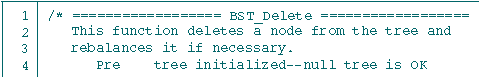 1 /* ================== BST_Delete ==================
2 This function deletes a node from the tree and
3 rebalances it if necessary.
4 Pre tree initialized--null tree is OK